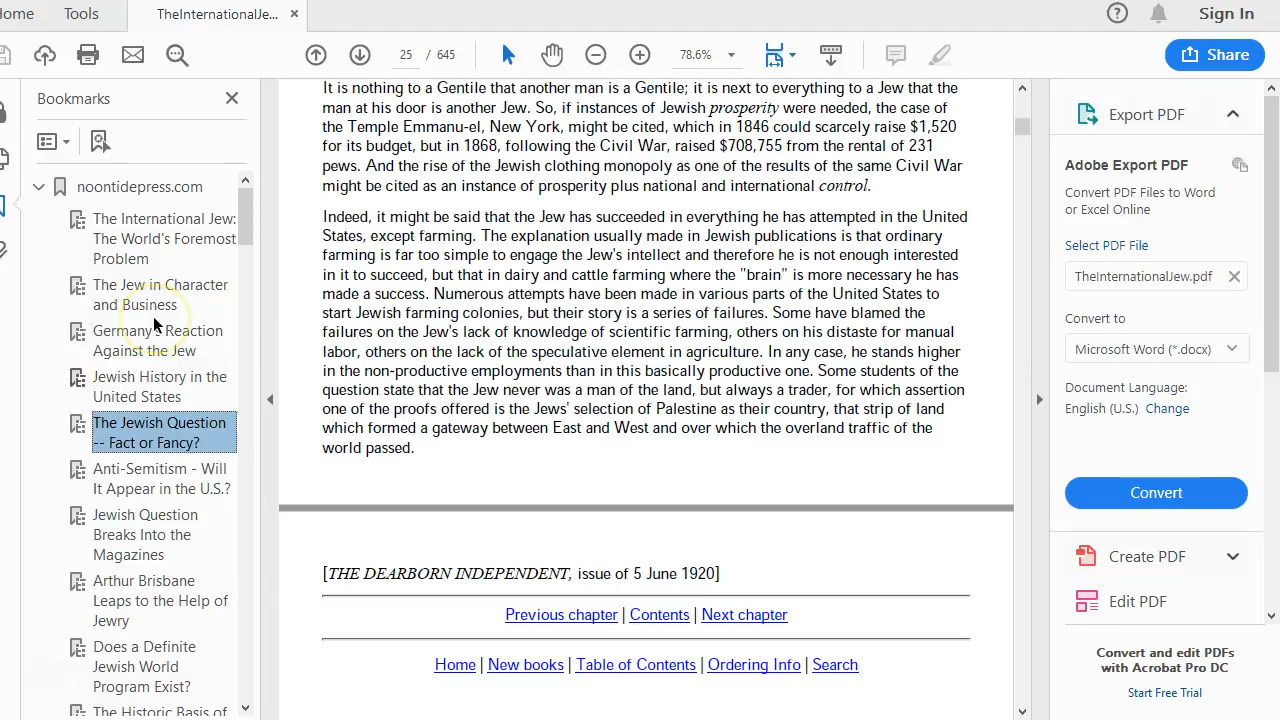 Home Tools TheInternationalJe... × Sign In
25 / 645 78.6% Share
Bookmarks
noontidepress.com
The International Jew:
The World's Foremost
Problem
The Jew in Character
and Business
Germany's Reaction
Against the Jew
Jewish History in the
United States
The Jewish Question
-- Fact or Fancy?
Anti-Semitism - Will
It Appear in the U.S.?
Jewish Question
Breaks Into the
Magazines
Arthur Brisbane
Leaps to the Help of
Jewry
Does a Definite
Jewish World
Program Exist?
The Historic Basis of
It is nothing to a Gentile that another man is a Gentile; it is next to everything to a Jew that the
man at his door is another Jew. So, if instances of Jewish prosperity were needed, the case of
the Temple Emmanu-el, New York, might be cited, which in 1846 could scarcely raise $1,520
for its budget, but in 1868, following the Civil War, raised $708,755 from the rental of 231
pews. And the rise of the Jewish clothing monopoly as one of the results of the same Civil War
might be cited as an instance of prosperity plus national and international control.
Indeed, it might be said that the Jew has succeeded in everything he has attempted in the United
States, except farming. The explanation usually made in Jewish publications is that ordinary
farming is far too simple to engage the Jew's intellect and therefore he is not enough interested
in it to succeed, but that in dairy and cattle farming where the "brain" is more necessary he has
made a success. Numerous attempts have been made in various parts of the United States to
start Jewish farming colonies, but their story is a series of failures. Some have blamed the
failures on the Jew's lack of knowledge of scientific farming, others on his distaste for manual
labor, others on the lack of the speculative element in agriculture. In any case, he stands higher
in the non-productive employments than in this basically productive one. Some students of the
question state that the Jew never was a man of the land, but always a trader, for which assertion
one of the proofs offered is the Jews' selection of Palestine as their country, that strip of land
which formed a gateway between East and West and over which the overland traffic of the
world passed.
[THE DEARBORN INDEPENDENT, issue of 5 June 1920]
Previous chapter | Contents | Next chapter
Home | New books | Table of Contents | Ordering Info | Search
Export PDF
Adobe Export PDF
Convert PDF Files to Word
or Excel Online
Select PDF File
TheInternationalJew.pdf
Convert to
Microsoft Word (*.docx)
Document Language:
English (U.S.) Change
Convert
Create PDF
Edit PDF
Convert and edit PDFs
with Acrobat Pro DC
Start Free Trial